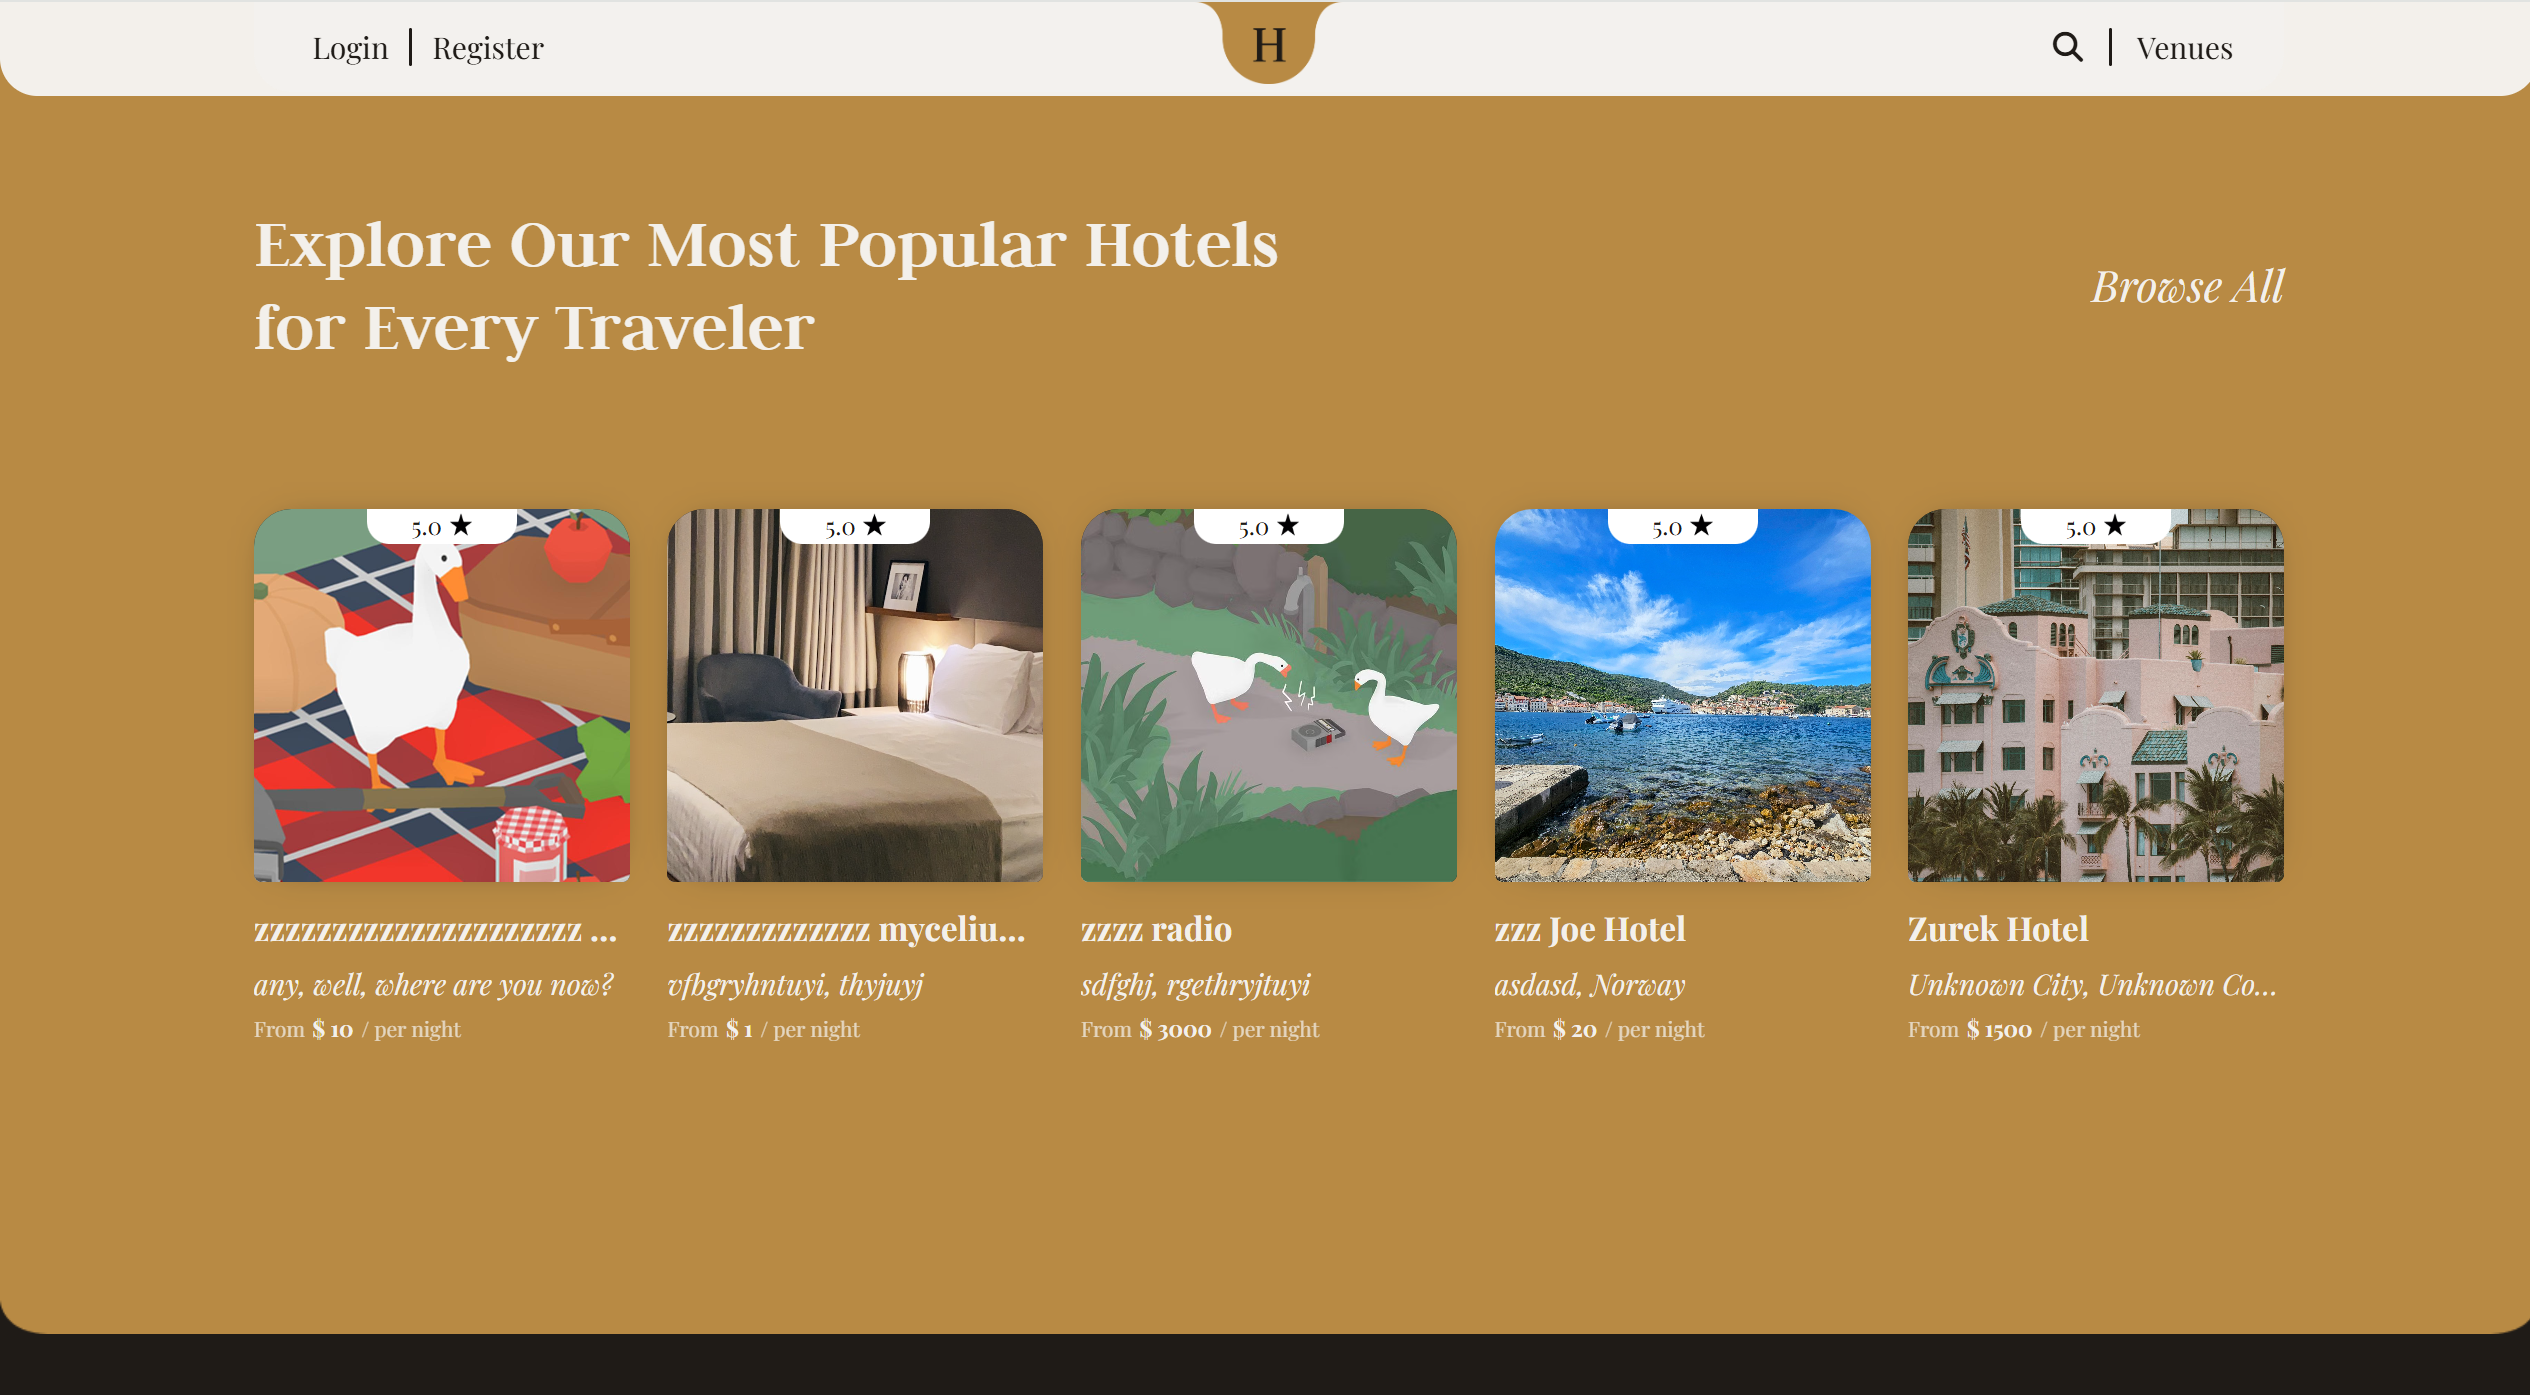 Login | Register
H
Venues
Explore Our Most Popular Hotels
for Every Traveler
Browse All
5.0 ★
5.0 ★
5.0 ★
5.0 ★
5.0 ★
zzzzzzzzzzzzzzzzzzzzz ...
any, well, where are you now?
From $ 10 / per night
zzzzzzzzzzzzz myceliu...
vfbgryhntuyi, thyjuyj
From $ 1 / per night
zzzz radio
sdfghj, rgethryjtuyi
From $ 3000 / per night
zzz Joe Hotel
asdasd, Norway
From $ 20 / per night
Zurek Hotel
Unknown City, Unknown Co...
From $ 1500 / per night